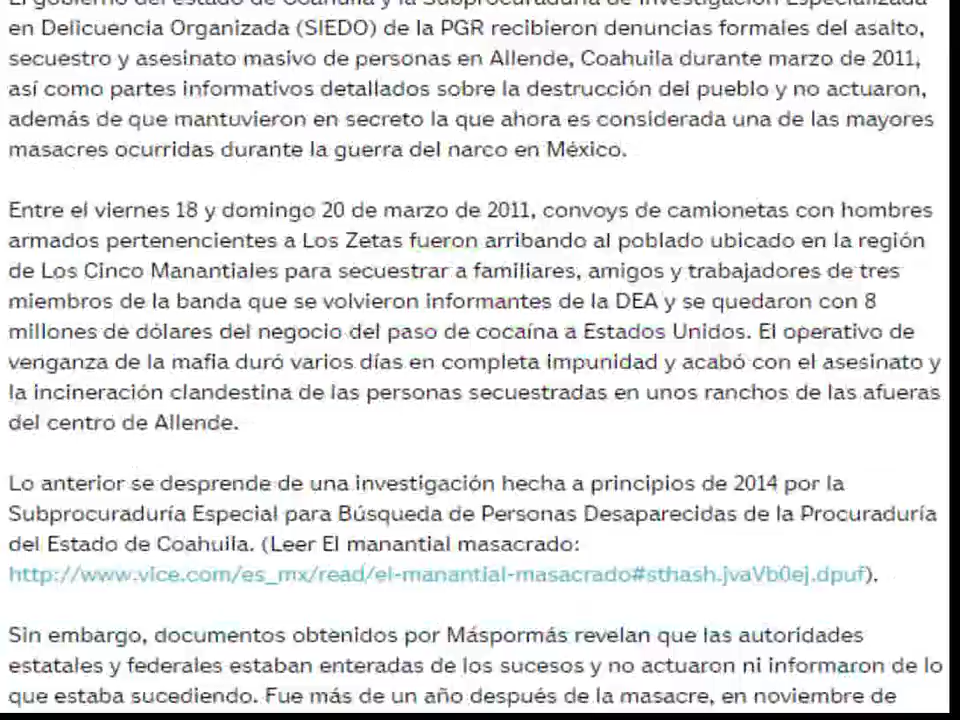 El gobierno del estado de Coahuila y la Subprocuraduría de Investigación Especializada
en Delicuencia Organizada (SIEDO) de la PGR recibieron denuncias formales del asalto,
secuestro y asesinato masivo de personas en Allende, Coahuila durante marzo de 2011,
así como partes informativos detallados sobre la destrucción del pueblo y no actuaron,
además de que mantuvieron en secreto la que ahora es considerada una de las mayores
masacres ocurridas durante la guerra del narco en México.
Entre el viernes 18 y domingo 20 de marzo de 2011, convoys de camionetas con hombres
armados pertenencientes a Los Zetas fueron arribando al poblado ubicado en la región
de Los Cinco Manantiales para secuestrar a familiares, amigos y trabajadores de tres
miembros de la banda que se volvieron informantes de la DEA y se quedaron con 8
millones de dólares del negocio del paso de cocaína a Estados Unidos. El operativo de
venganza de la mafia duró varios días en completa impunidad y acabó con el asesinato y
la incineración clandestina de las personas secuestradas en unos ranchos de las afueras
del centro de Allende.
Lo anterior se desprende de una investigación hecha a principios de 2014 por la
Subprocuraduría Especial para Búsqueda de Personas Desaparecidas de la Procuraduría
del Estado de Coahuila. (Leer El manantial masacrado:
http://www.vice.com/es_mx/read/el-manantial-masacrado#sthash.jvaVb0ej.dpuf).
Sin embargo, documentos obtenidos por Máspormás revelan que las autoridades
estatales y federales estaban enteradas de los sucesos y no actuaron ni informaron de lo
que estaba sucediendo. Fue más de un año después de la masacre, en noviembre de